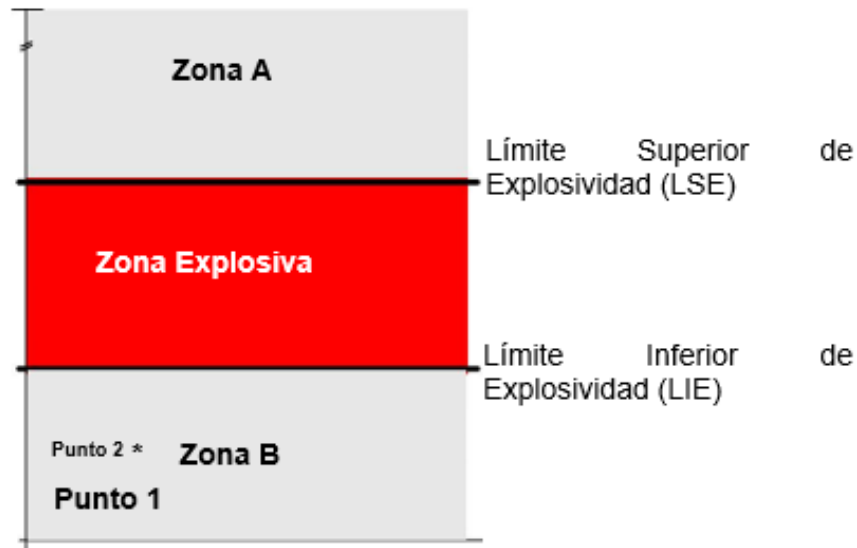 Zona A
Límite Superior de
Explosividad (LSE)
Zona Explosiva
Límite Inferior de
Explosividad (LIE)
Punto 2 * Zona B
Punto 1